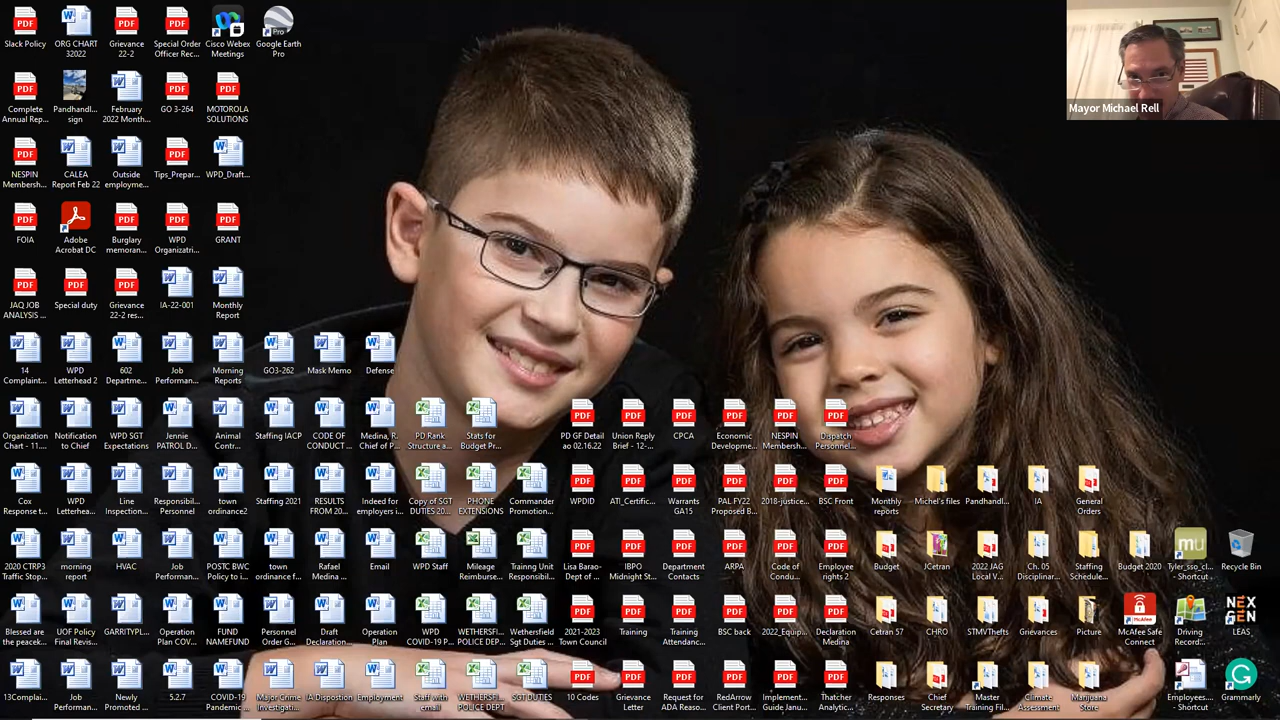 Slack Policy
ORG CHART
32022
Grievance
22-2
Special Order
Officer Rec...
Cisco Webex
Meetings
Pro
Google Earth
Pro
Mayor Michael Rell
Complete
Annual Rep...
Pandhandl...
sign
February
2022 Month...
GO 3-264
MOTOROLA
SOLUTIONS
NESPIN
Membersh...
CALEA
Report Feb 22
Outside
employme...
Tips_Prepar...
WPD_Draft...
FOIA
Adobe
Acrobat DC
Burglary
memoran...
WPD
Organizati...
GRANT
JAQ JOB
ANALYSIS ...
Special duty
Grievance
22-2 res...
IA-22-001
Monthly
Report
14
Complaint...
WPD
Letterhead 2
602
Departme...
Job
Performan...
Morning
Reports
GO3-262
Mask Memo
Defense
Organization
Chart - 11...
Notification
to Chief
WPD SGT
Expectations
Jennie
PATROL D...
Animal
Contr...
Staffing IACP
CODE OF
CONDUCT ...
Medina, R.
Chief of P...
PD Rank
Structure a...
Stats for
Budget Pr...
PD GF Detail
ao 02.16.22
Union Reply
Brief - 12-...
CPCA
Economic
Developme...
NESPIN
Membersh...
Dispatch
Personnel...
Cox
Response t...
WPD
Letterhea...
Line
Inspection...
Responsibil...
Personnel
town
ordinance2
Staffing 2021
RESULTS
FROM 20...
Indeed for
employers i...
Copy of SGT
DUTIES 20...
PHONE
EXTENSIONS
Commander
Promotion...
WPDID
ATI_Certific...
Warrants
GA15
PAL FY22
Proposed B...
2018-justice...
BSC Front
Monthly
reports
Michel's files
Pandhandl...
IA
General
Orders
2020 CTRP3
Traffic Stop...
morning
report
HVAC
Job
Performan...
POSTC BWC
Policy to i...
town
ordinance f...
Rafael
Medina ...
Email
WPD Staff
Mileage
Reimburse...
Training Unit
Responsibil...
Lisa Barao-
Dept of ...
IBPO
Midnight St...
Department
Contacts
ARPA
Code of
Condu...
Employee
rights 2
Budget
JCetran
2022 JAG
Local V...
Ch. 05
Disciplinar...
Staffing
Schedule...
Budget 2020
mu
Tyler_sso_cl...
- Shortcut
Recycle Bin
Blessed are
the peacek...
UOF Policy
Final Revis...
GARRITYPL...
Operation
Plan COV...
FUND
NAMEFUND
Personnel
Order G...
Draft
Declaration...
Operation
Plan
WPD
COVID-19 P...
WETHERSFI...
POLICE DE...
Wethersfield
Sgt Duties
2021-2023
Town Council
Training
Training
Attendanc...
BSC back
2022_Equip...
Declaration
Medina
Cetran 57
CHRO
STMVThefts
Grievances
Picture
McAfee Safe
Connect
Driving
Record...
NEXGEN
LEAS
13Complai...
Job
Performan...
Newly
Promoted ...
5.2.7
COVID-19
Pandemic ...
Major Crime
Investigati...
IA Disposition
Employment
Staff with
email
WETHERSFI...
POLICE DEPT
SGT DUTIES
10 Codes
Grievance
Letter
Request for
ADA Reaso...
RedArrow
Client Port...
Implement...
Guide Janu...
Thatcher
Analytic...
Responses
Chief
Secretary
Master
Training Fil...
Climate
Assessment
Marijuana
Store
Employees....
- Shortcut
Grammarly